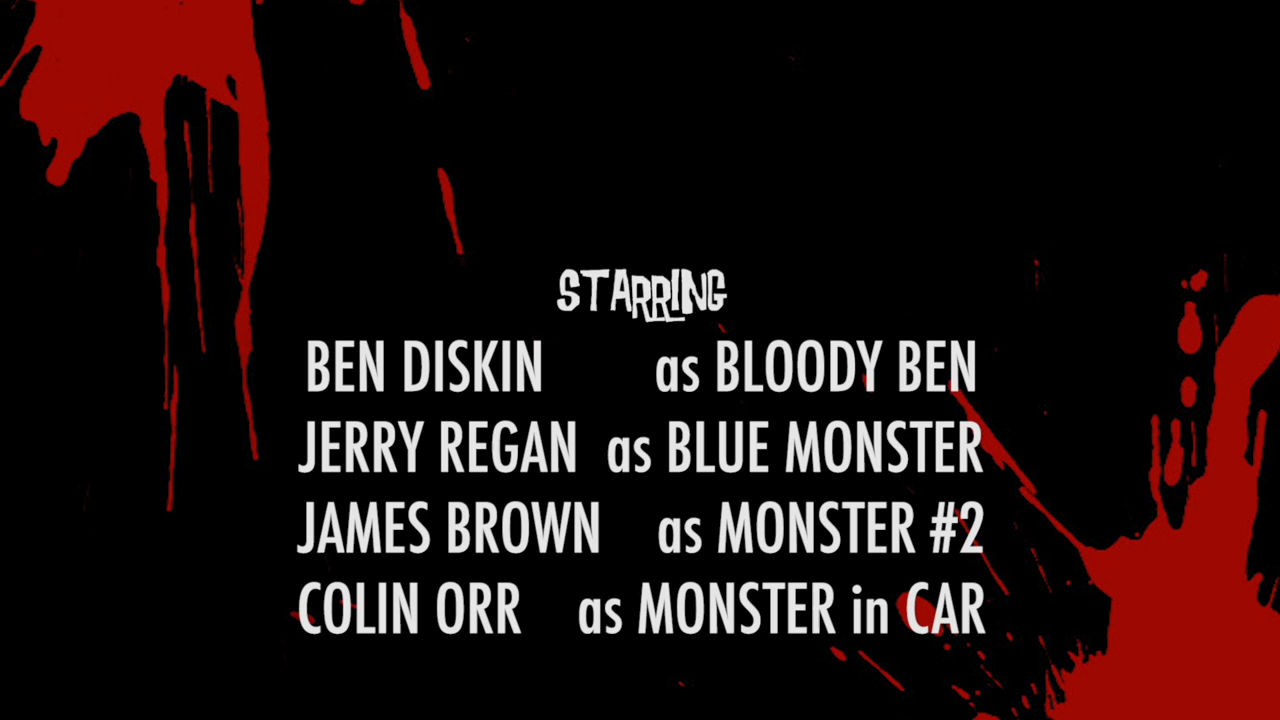 STARRING
BEN DISKIN as BLOODY BEN
JERRY REGAN as BLUE MONSTER
JAMES BROWN as MONSTER #2
COLIN ORR as MONSTER in CAR